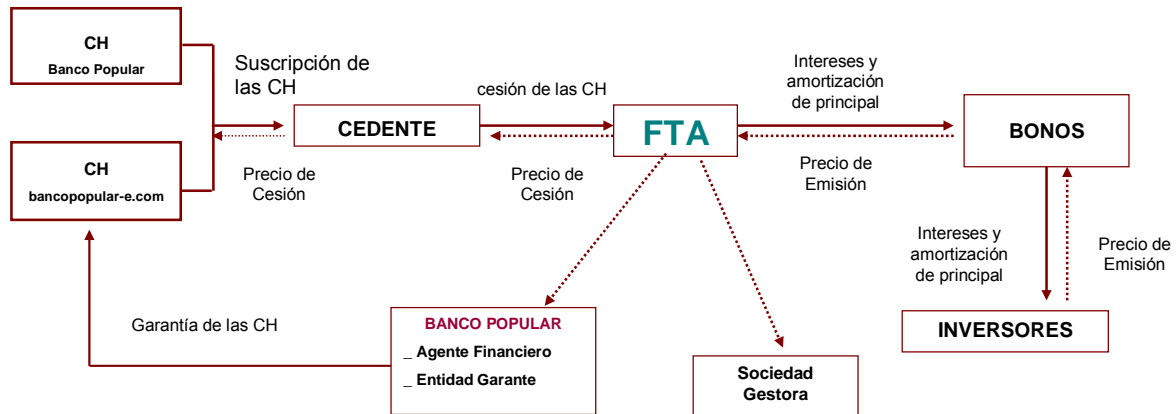 CH
Banco Popular
Suscripción de
las CH
cesión de las CH
Intereses y
amortización
de principal
CEDENTE
FTA
BONOS
CH
bancopopular-e.com
Precio de
Cesión
Precio de
Cesión
Precio de
Emisión
Intereses y
amortización
de principal
Precio de
Emisión
Garantía de las CH
BANCO POPULAR
_ Agente Financiero
_ Entidad Garante
INVERSORES
Sociedad
Gestora